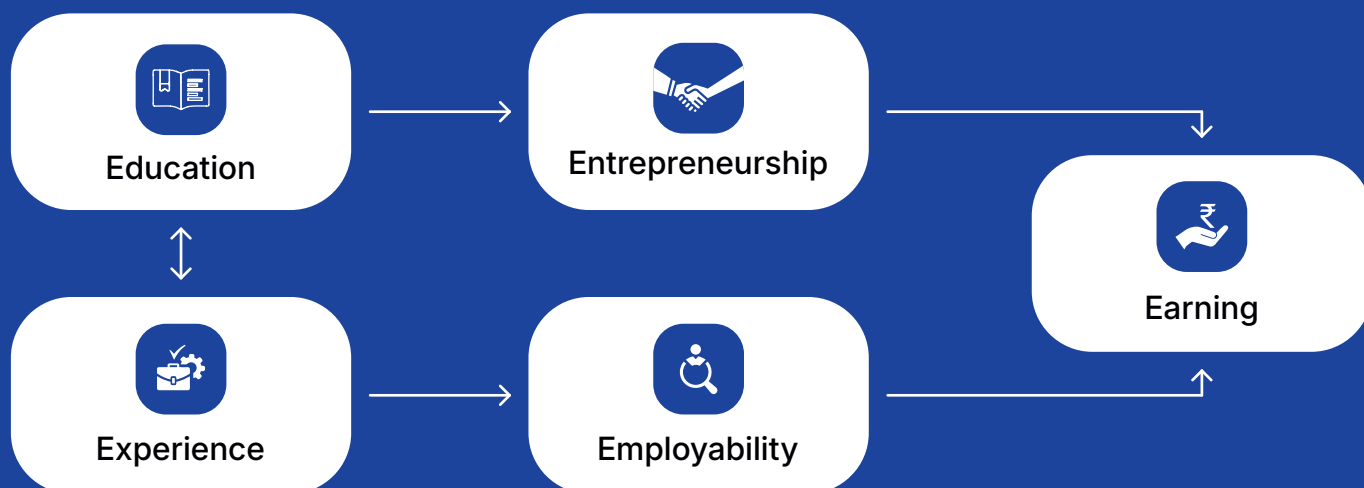 Education
Entrepreneurship
₹
Earning
Experience
Employability